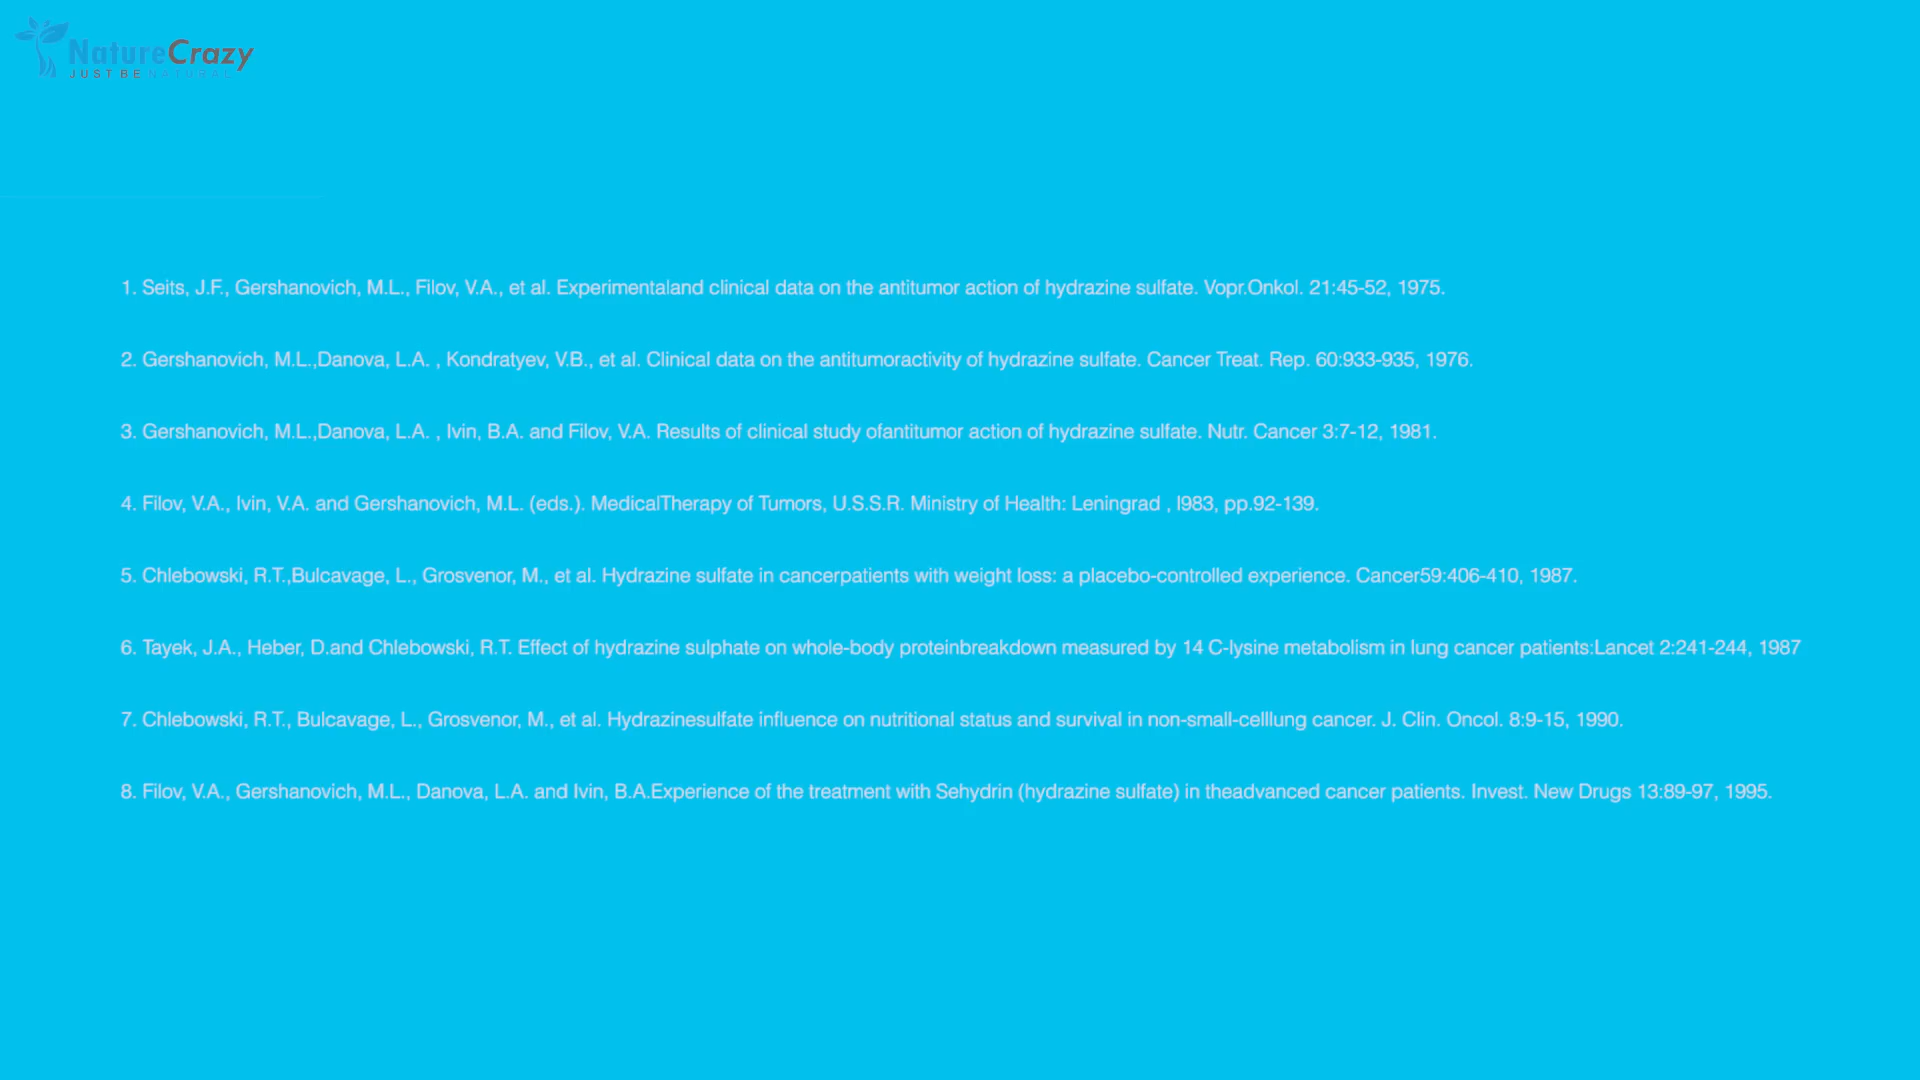 NatureCrazy
JUST BE NATURAL
1. Seits, J.F., Gershanovich, M.L., Filov, V.A., et al. Experimentaland clinical data on the antitumor action of hydrazine sulfate. Vopr.Onkol. 21:45-52, 1975.
2. Gershanovich, M.L.,Danova, L.A. , Kondratyev, V.B., et al. Clinical data on the antitumoractivity of hydrazine sulfate. Cancer Treat. Rep. 60:933-935, 1976.
3. Gershanovich, M.L.,Danova, L.A. , Ivin, B.A. and Filov, V.A. Results of clinical study ofantitumor action of hydrazine sulfate. Nutr. Cancer 3:7-12, 1981.
4. Filov, V.A., Ivin, V.A. and Gershanovich, M.L. (eds.). MedicalTherapy of Tumors, U.S.S.R. Ministry of Health: Leningrad , l983, pp.92-139.
5. Chlebowski, R.T.,Bulcavage, L., Grosvenor, M., et al. Hydrazine sulfate in cancerpatients with weight loss: a placebo-controlled experience. Cancer59:406-410, 1987.
6. Tayek, J.A., Heber, D.and Chlebowski, R.T. Effect of hydrazine sulphate on whole-body proteinbreakdown measured by 14 C-lysine metabolism in lung cancer patients:Lancet 2:241-244, 1987
7. Chlebowski, R.T., Bulcavage, L., Grosvenor, M., et al. Hydrazinesulfate influence on nutritional status and survival in non-small-celllung cancer. J. Clin. Oncol. 8:9-15, 1990.
8. Filov, V.A., Gershanovich, M.L., Danova, L.A. and Ivin, B.A.Experience of the treatment with Sehydrin (hydrazine sulfate) in theadvanced cancer patients. Invest. New Drugs 13:89-97, 1995.